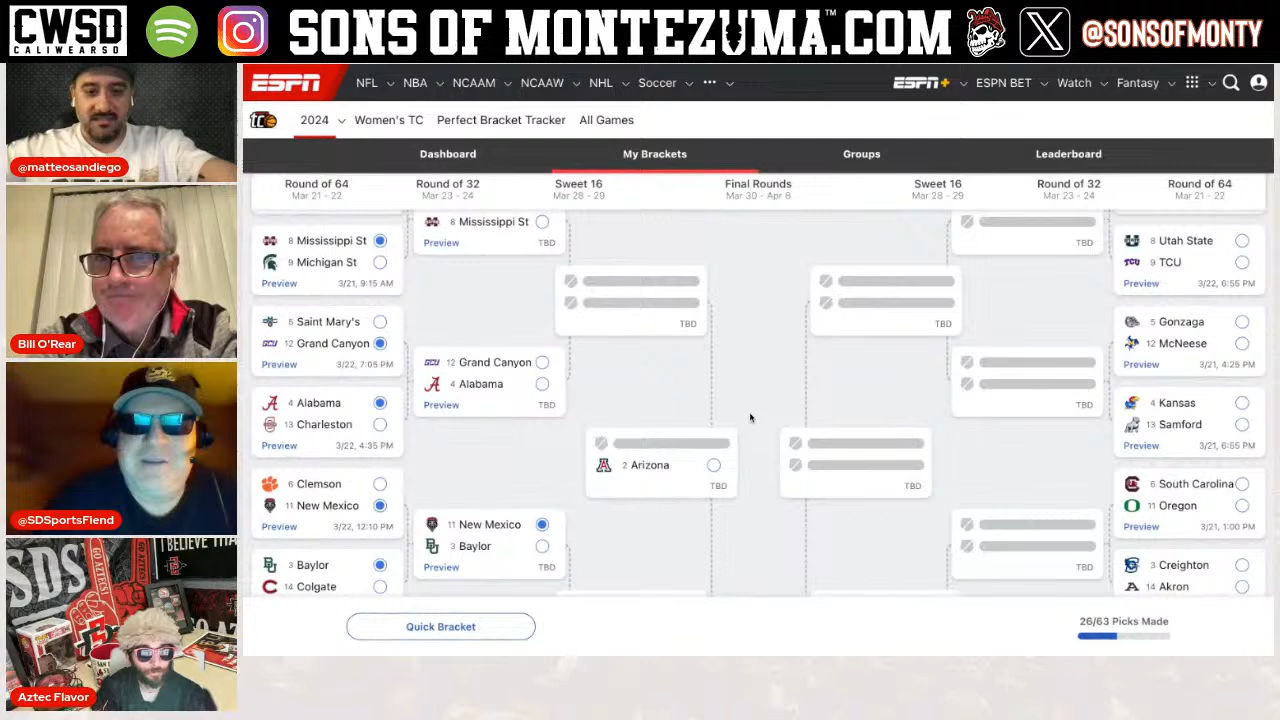 CWSD
CALIWEARSD
SONS OF MONTEZUMA.COM™
@SONSOFMONTY
@matteosandiego
Bill O'Rear
@SDSportsFiend
I BELIEVE THA
SDS
GO AZTECS!
Aztec Flavor
ESPN
NFL
NBA
NCAAM
NCAAW
NHL
Soccer
•••
ESPN+
ESPN BET
Watch
Fantasy
tc
2024
Women's TC
Perfect Bracket Tracker
All Games
Dashboard
My Brackets
Groups
Leaderboard
Round of 64
Mar 21 - 22
Round of 32
Mar 23 - 24
Sweet 16
Mar 28 - 29
Final Rounds
Mar 30 - Apr 8
Sweet 16
Mar 28 - 29
Round of 32
Mar 23 - 24
Round of 64
Mar 21 - 22
8 Mississippi St
9 Michigan St
Preview 3/21, 9:15 AM
5 Saint Mary's
12 Grand Canyon
Preview 3/22, 7:05 PM
4 Alabama
13 Charleston
Preview 3/22, 4:35 PM
6 Clemson
11 New Mexico
Preview 3/22, 12:10 PM
3 Baylor
14 Colgate
8 Mississippi St
Preview TBD
12 Grand Canyon
4 Alabama
Preview TBD
11 New Mexico
3 Baylor
Preview TBD
TBD
2 Arizona
TBD
TBD
TBD
TBD
TBD
TBD
8 Utah State
9 TCU
Preview 3/22, 6:55 PM
5 Gonzaga
12 McNeese
Preview 3/21, 4:25 PM
4 Kansas
13 Samford
Preview 3/21, 6:55 PM
6 South Carolina
11 Oregon
Preview 3/21, 1:00 PM
3 Creighton
14 Akron
Quick Bracket
26/63 Picks Made